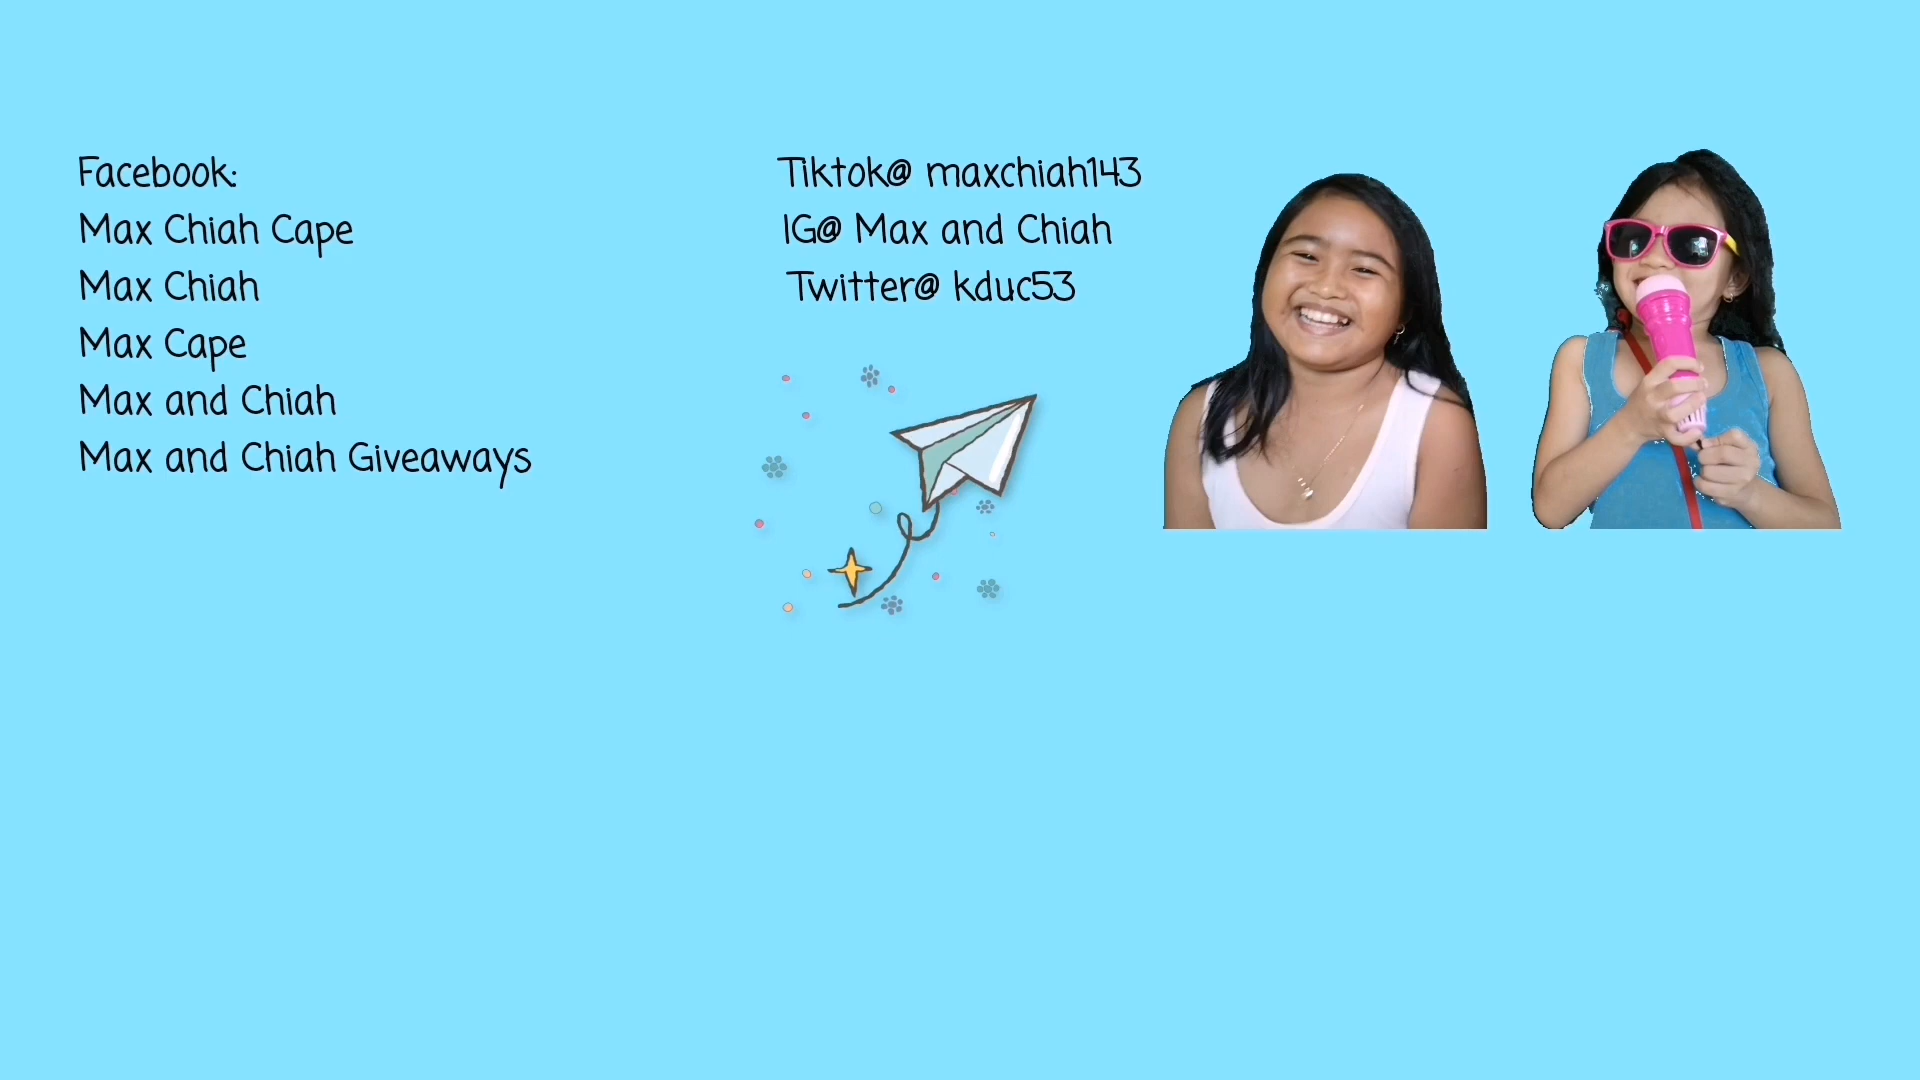 Facebook:
Max Chiah Cape
Max Chiah
Max Cape
Max and Chiah
Max and Chiah Giveaways
Tiktok@ maxchiah143
IG@ Max and Chiah
Twitter@ kduc53